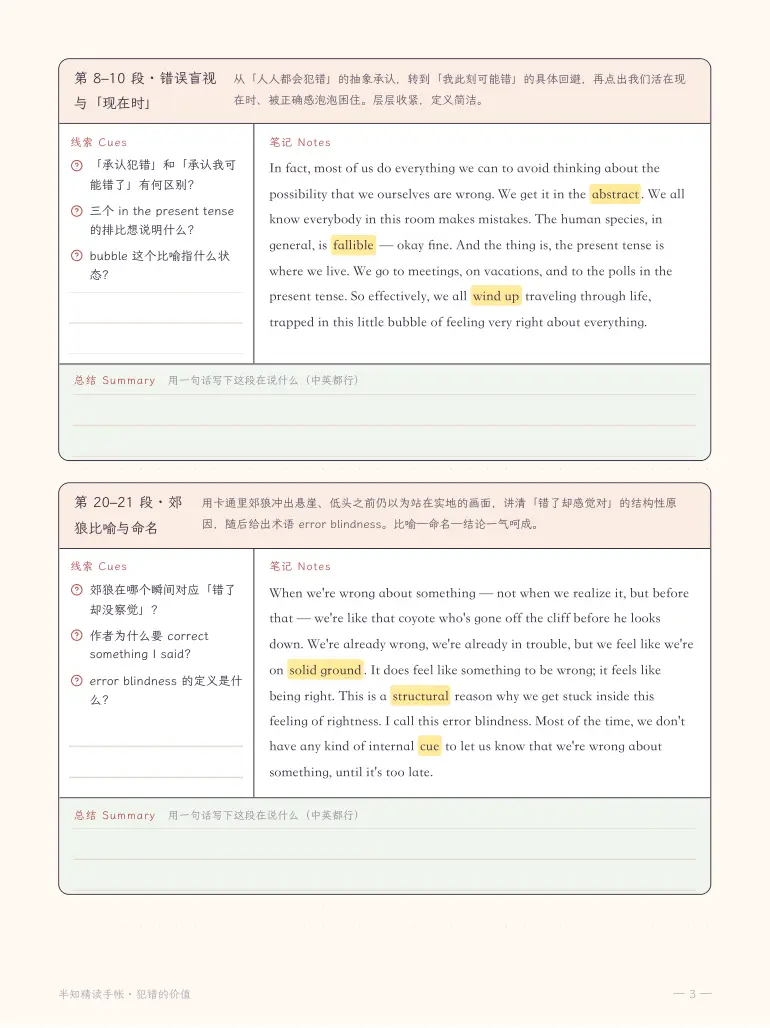 第 8–10 段·错误盲视
与「现在时」
从「人人都会犯错」的抽象承认，转到「我此刻可能错」的具体回避，再点出我们活在现
在时、被正确感泡泡困住。层层收紧，定义简洁。
线索 Cues
「承认犯错」和「承认我可
能错了」有何区别？
三个 in the present tense
的排比想说明什么？
bubble 这个比喻指什么状
态？
笔记 Notes
In fact, most of us do everything we can to avoid thinking about the
possibility that we ourselves are wrong. We get it in the abstract. We all
know everybody in this room makes mistakes. The human species, in
general, is fallible — okay fine. And the thing is, the present tense is
where we live. We go to meetings, on vacations, and to the polls in the
present tense. So effectively, we all wind up traveling through life,
trapped in this little bubble of feeling very right about everything.
总结 Summary 用一句话写下这段在说什么（中英都行）
第 20–21 段·郊
狼比喻与命名
用卡通里郊狼冲出悬崖、低头之前仍以为站在实地的画面，讲清「错了却感觉对」的结构性原
因，随后给出术语 error blindness。比喻—命名—结论一气呵成。
线索 Cues
郊狼在哪个瞬间对应「错了
却没察觉」？
作者为什么要 correct
something I said?
error blindness 的定义是什
么？
笔记 Notes
When we're wrong about something — not when we realize it, but before
that — we're like that coyote who's gone off the cliff before he looks
down. We're already wrong, we're already in trouble, but we feel like we're
on solid ground. It does feel like something to be wrong; it feels like
being right. This is a structural reason why we get stuck inside this
feeling of rightness. I call this error blindness. Most of the time, we don't
have any kind of internal cue to let us know that we're wrong about
something, until it's too late.
总结 Summary 用一句话写下这段在说什么（中英都行）
半知精读手帐·犯错的价值
— 3 —